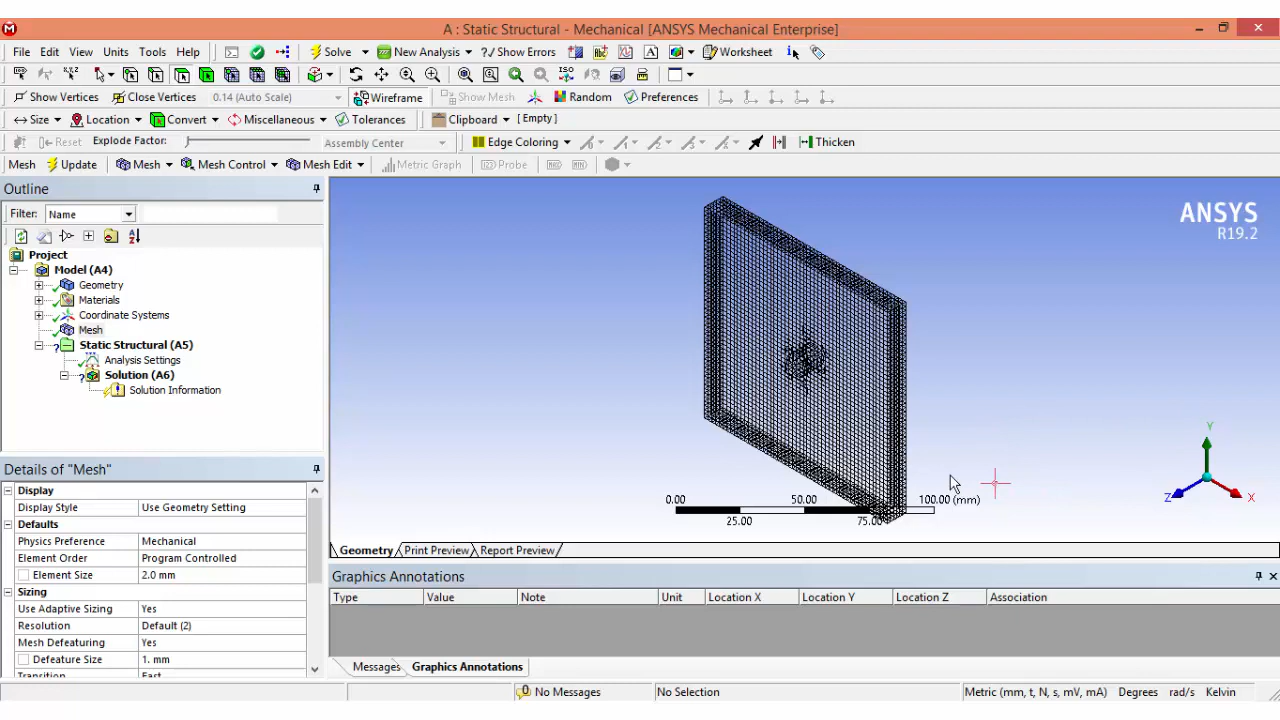 A : Static Structural - Mechanical [ANSYS Mechanical Enterprise]
File Edit View Units Tools Help Solve New Analysis Show Errors Worksheet
Show Vertices Close Vertices 0.14 (Auto Scale) Wireframe Show Mesh Random Preferences
Size Location Convert Miscellaneous Tolerances Clipboard [Empty]
Reset Explode Factor: Assembly Center Edge Coloring Thicken
Mesh Update Mesh Mesh Control Mesh Edit Metric Graph Probe
Outline
Filter: Name
Project
Model (A4)
Geometry
Materials
Coordinate Systems
Mesh
Static Structural (A5)
Analysis Settings
Solution (A6)
Solution Information
ANSYS
R19.2
Y
Z X
0.00 50.00 100.00 (mm)
25.00 75.00
Geometry Print Preview Report Preview
Details of "Mesh"
Display
Display Style Use Geometry Setting
Defaults
Physics Preference Mechanical
Element Order Program Controlled
Element Size 2.0 mm
Sizing
Use Adaptive Sizing Yes
Resolution Default (2)
Mesh Defeaturing Yes
Defeature Size 1. mm
Transition Fast
Graphics Annotations
Type Value Note Unit Location X Location Y Location Z Association
Messages Graphics Annotations
No Messages No Selection Metric (mm, t, N, s, mV, mA) Degrees rad/s Kelvin